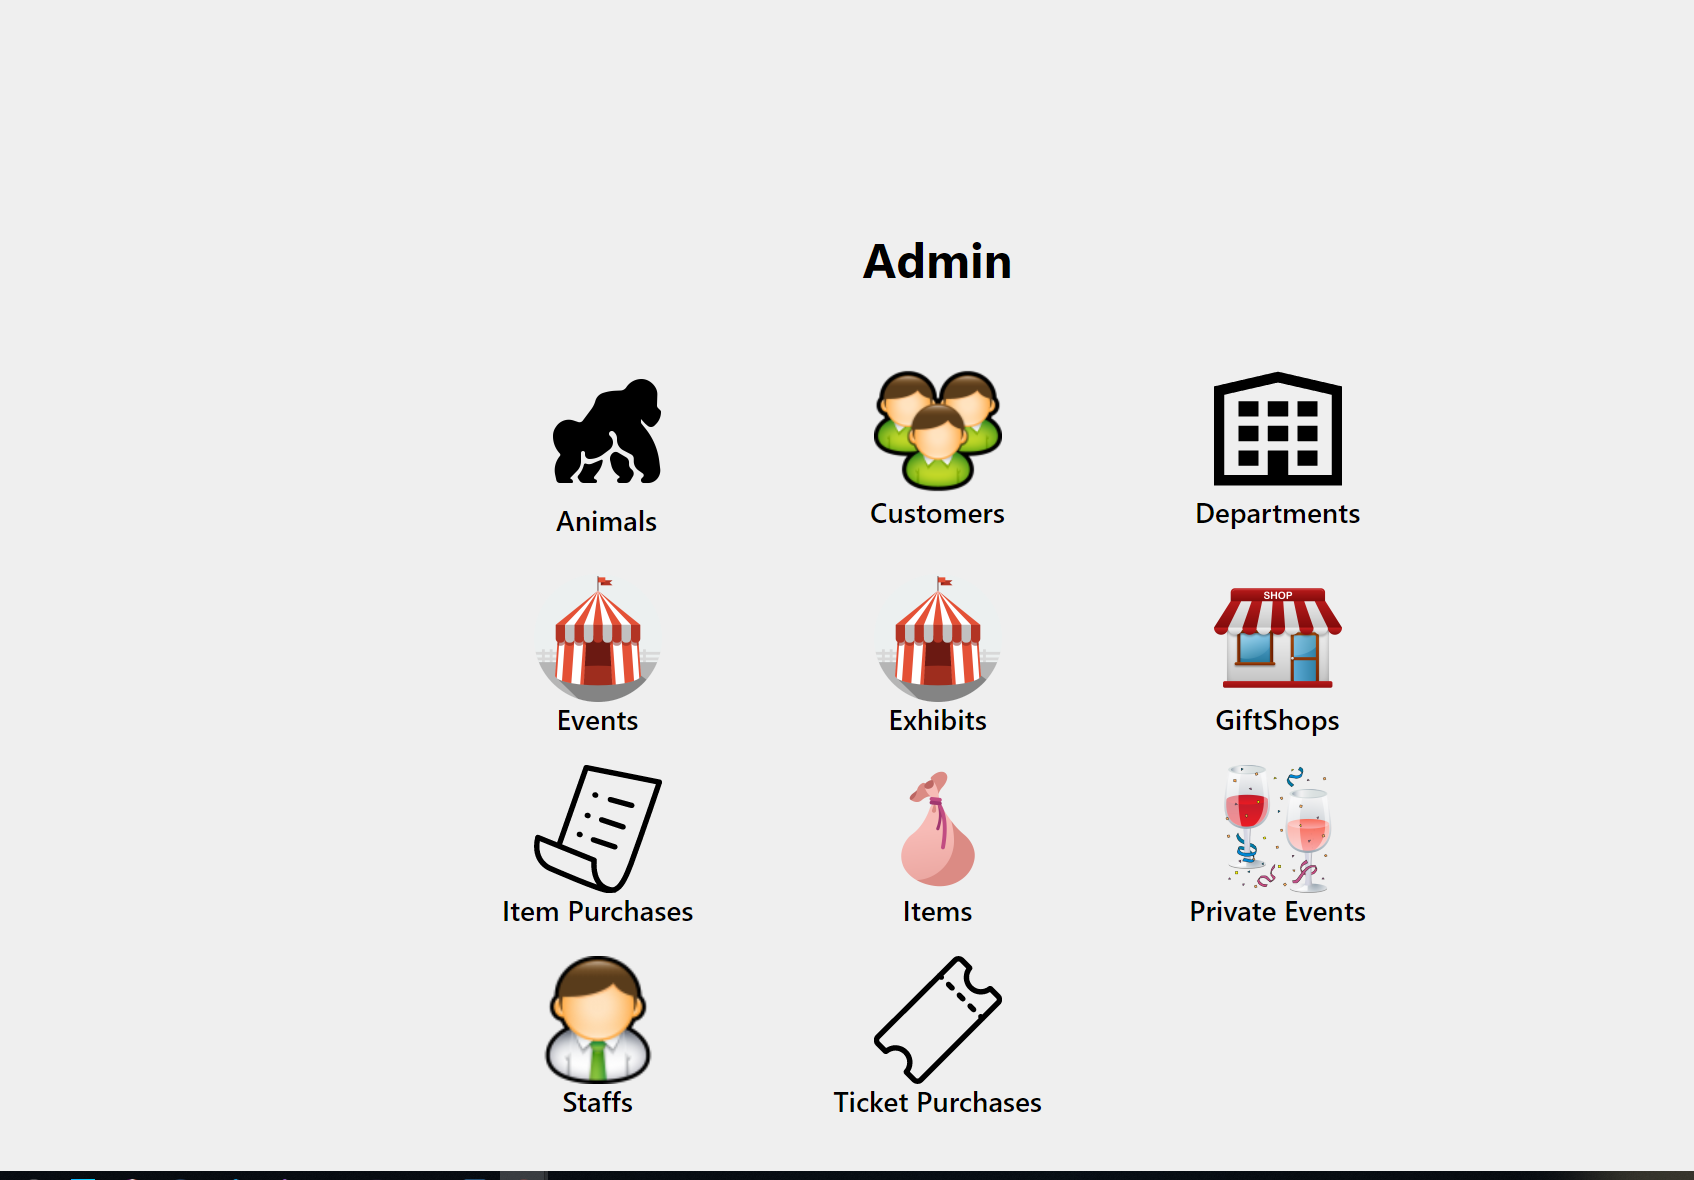 Admin
Animals
Customers
Departments
SHOP
Events
Exhibits
GiftShops
Item Purchases
Items
Private Events
Staffs
Ticket Purchases